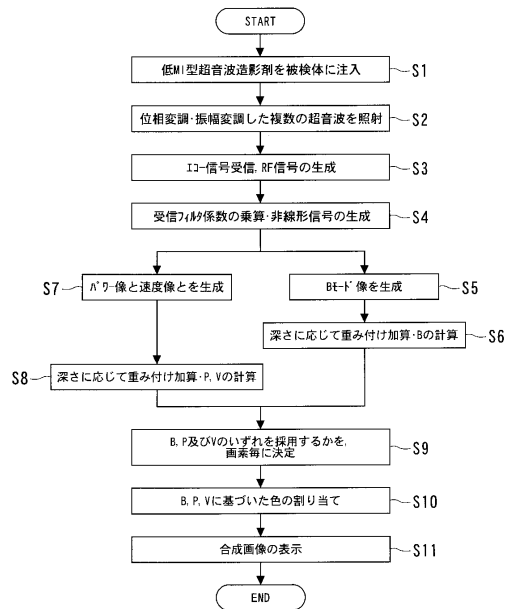 START
低MI型超音波造影剤を被検体に注入
S1
位相変調･振幅変調した複数の超音波を照射
S2
ｴｺｰ信号受信,RF信号の生成
S3
受信ﾌｨﾙﾀ係数の乗算･非線形信号の生成
S4
S7
ﾊﾟﾜｰ像と速度像とを生成
Bﾓｰﾄﾞ像を生成
S5
深さに応じて重み付け加算･Bの計算
S6
S8
深さに応じて重み付け加算･P,Vの計算
B,P及びVのいずれを採用するかを,
画素毎に決定
S9
B,P,Vに基づいた色の割り当て
S10
合成画像の表示
S11
END